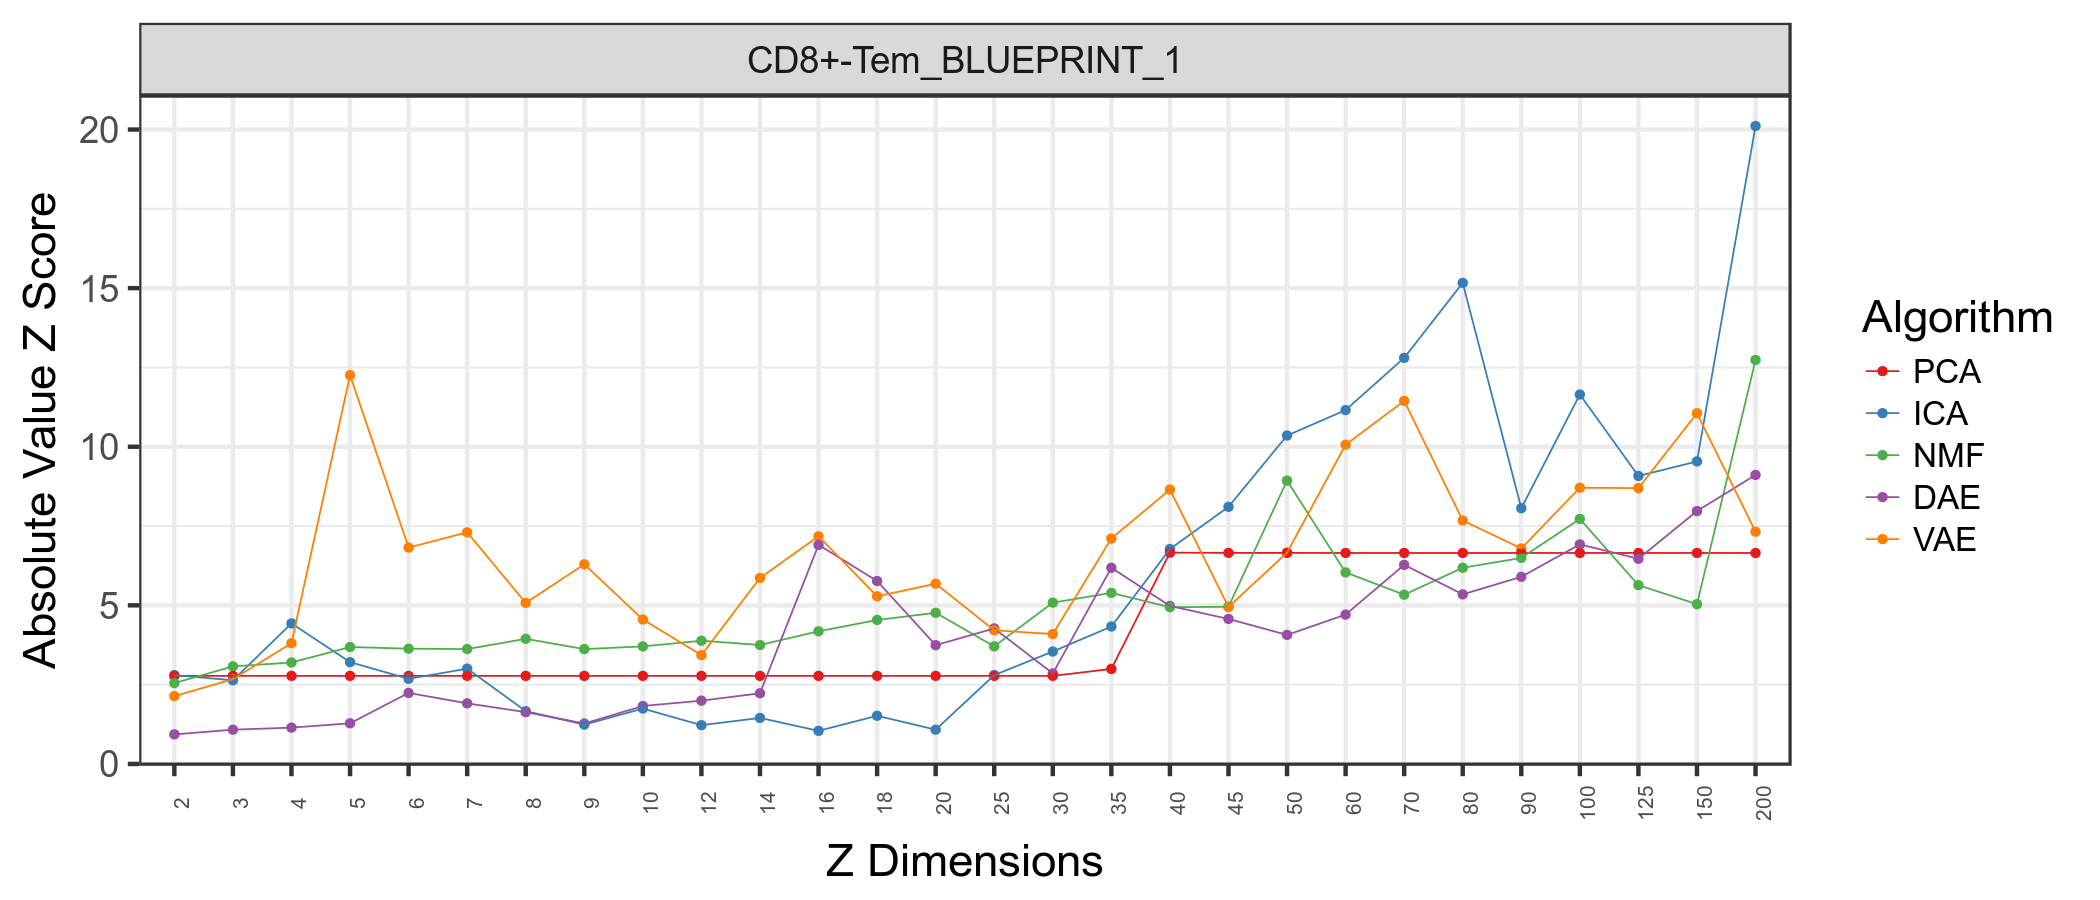 CD8+-Tem_BLUEPRINT_1
Absolute Value Z Score
20
15
10
5
0
2 3 4 5 6 7 8 9 10 12 14 16 18 20 25 30 35 40 45 50 60 70 80 90 100 125 150 200
Z Dimensions
Algorithm
PCA
ICA
NMF
DAE
VAE